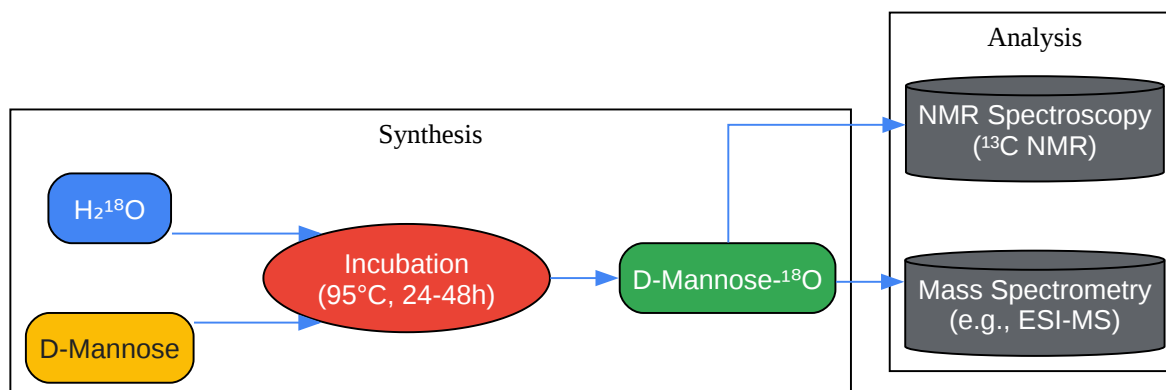 Analysis
NMR Spectroscopy
(¹³C NMR)
Synthesis
H₂¹⁸O
Incubation
(95°C, 24-48h)
D-Mannose-¹⁸O
Mass Spectrometry
(e.g., ESI-MS)
D-Mannose